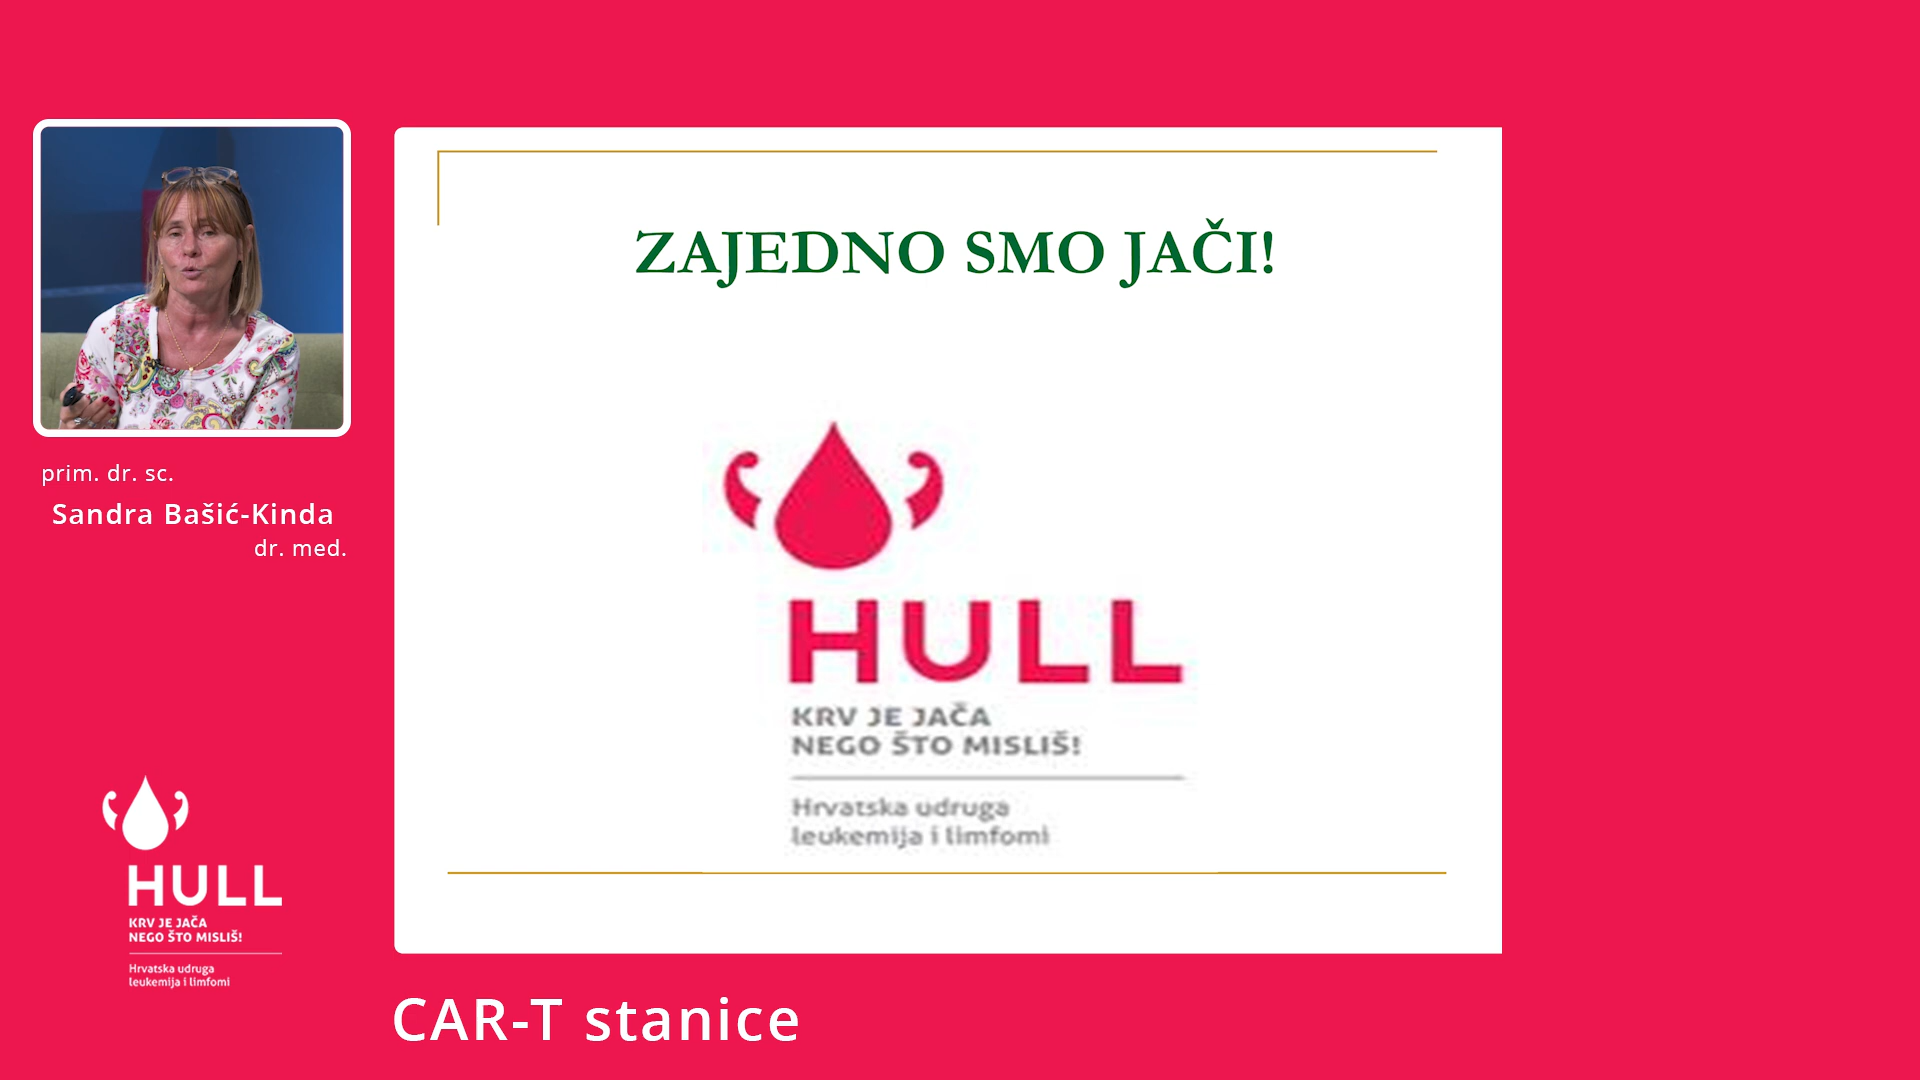 prim. dr. sc.
Sandra Bašić-Kinda
dr. med.
HULL
KRV JE JAČA
NEGO ŠTO MISLIŠ!
Hrvatska udruga
leukemija i limfomi
ZAJEDNO SMO JAČI!
HULL
KRV JE JAČA
NEGO ŠTO MISLIŠ!
Hrvatska udruga
leukemija i limfomi
CAR-T stanice